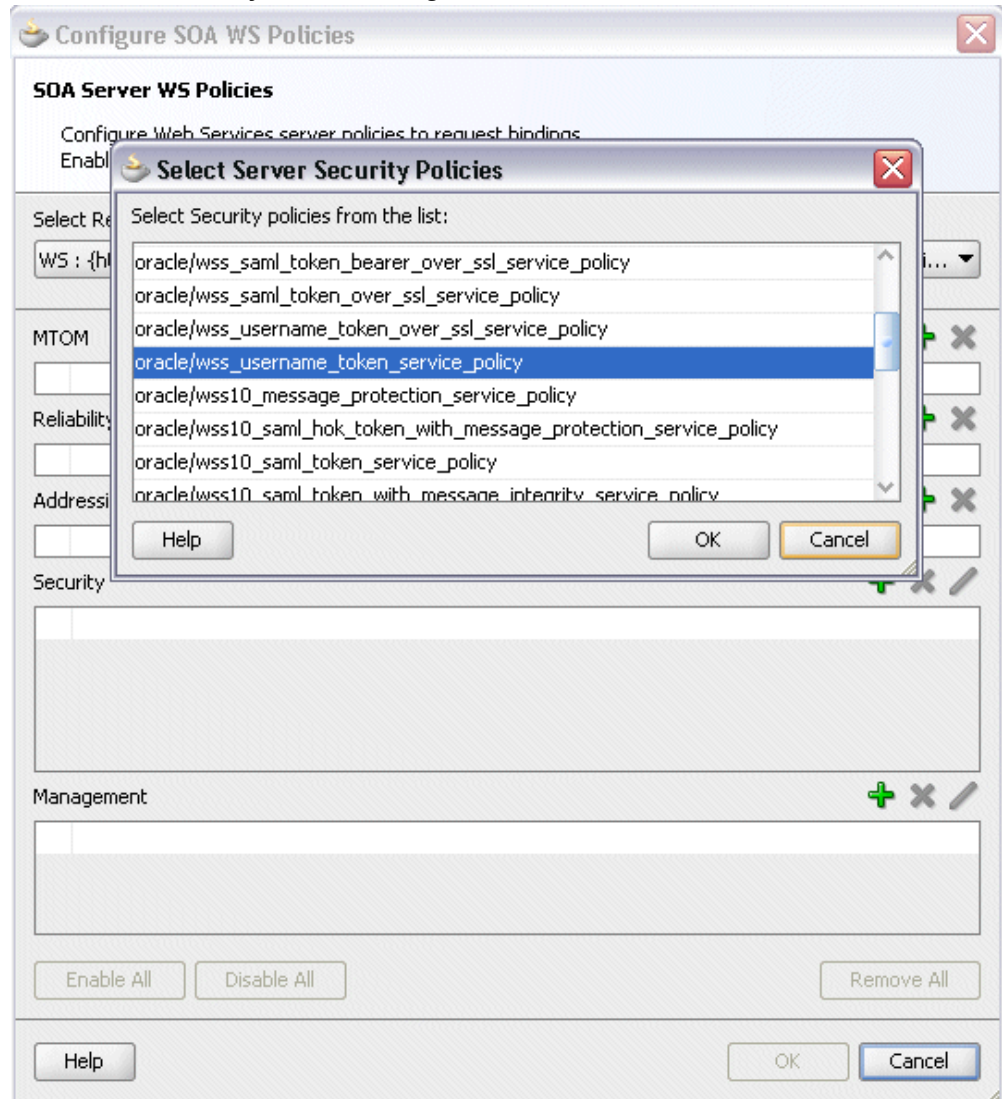 Configure SOA WS Policies
SOA Server WS Policies
Configure Web Services server policies to request bindings
Enabl
Select Server Security Policies
Select Re
Select Security policies from the list:
WS : {ht
i...
oracle/wss_saml_token_bearer_over_ssl_service_policy
oracle/wss_saml_token_over_ssl_service_policy
oracle/wss_username_token_over_ssl_service_policy
MTOM
oracle/wss_username_token_service_policy
oracle/wss10_message_protection_service_policy
Reliability
oracle/wss10_saml_hok_token_with_message_protection_service_policy
oracle/wss10_saml_token_service_policy
Addressi
oracle/wss10_saml_token_with_message_integrity_service_policy
Help
OK
Cancel
Security
Management
Enable All
Disable All
Remove All
Help
OK
Cancel